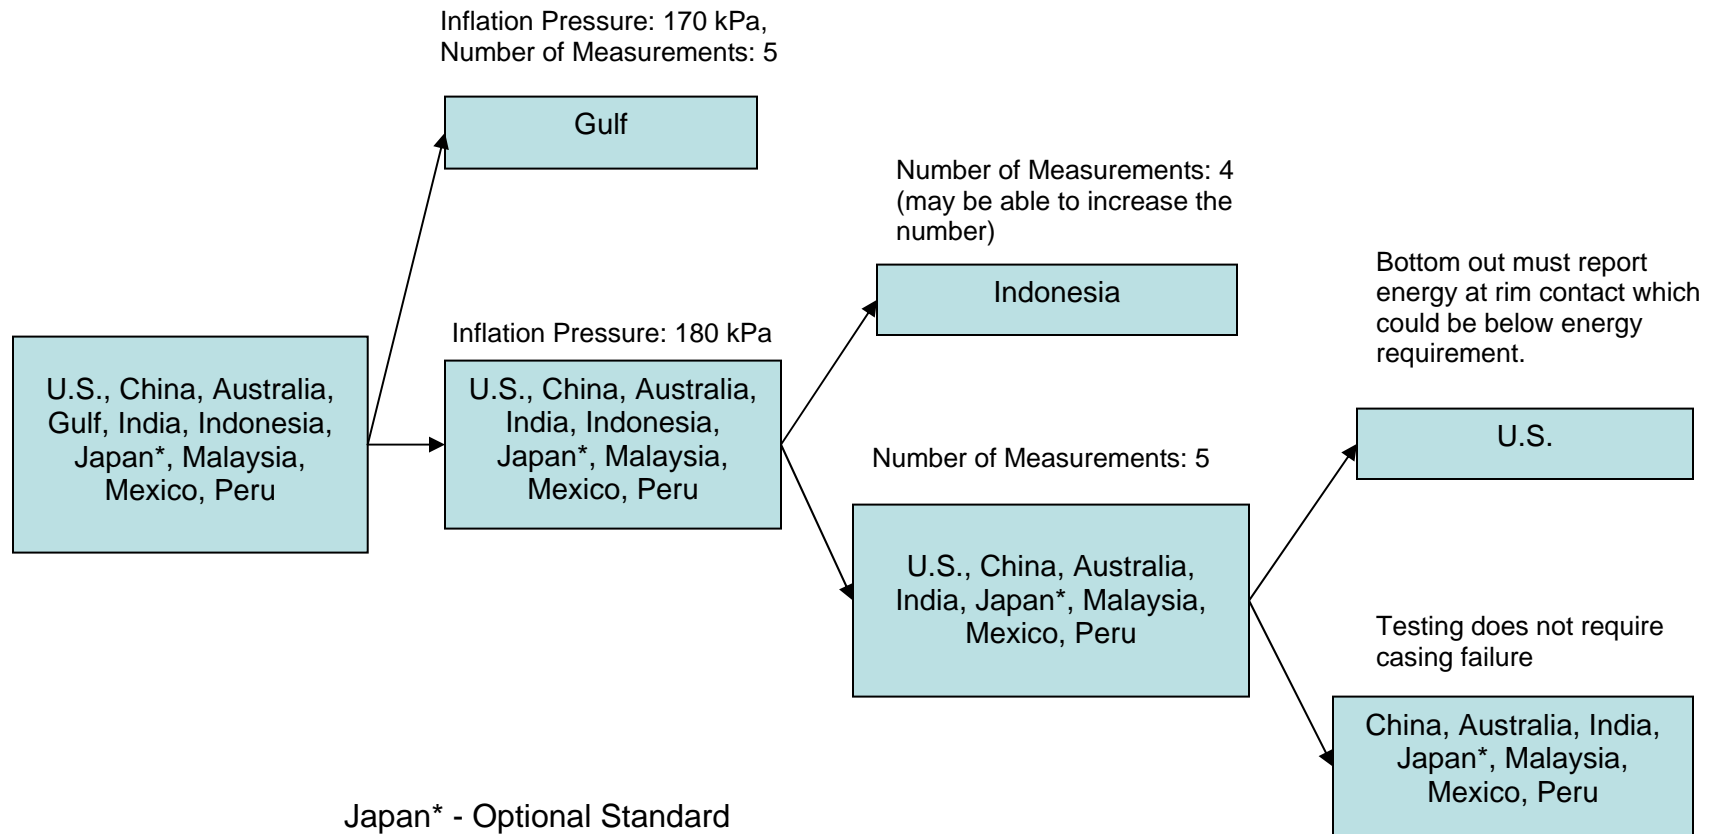 Inflation Pressure: 170 kPa,
Number of Measurements: 5
Gulf
Number of Measurements: 4
(may be able to increase the
number)
Indonesia
Bottom out must report
energy at rim contact which
could be below energy
requirement.
U.S.
Inflation Pressure: 180 kPa
U.S., China, Australia,
Gulf, India, Indonesia,
Japan*, Malaysia,
Mexico, Peru
U.S., China, Australia,
India, Indonesia,
Japan*, Malaysia,
Mexico, Peru
Number of Measurements: 5
U.S., China, Australia,
India, Japan*, Malaysia,
Mexico, Peru
Testing does not require
casing failure
China, Australia, India,
Japan*, Malaysia,
Mexico, Peru
Japan* - Optional Standard